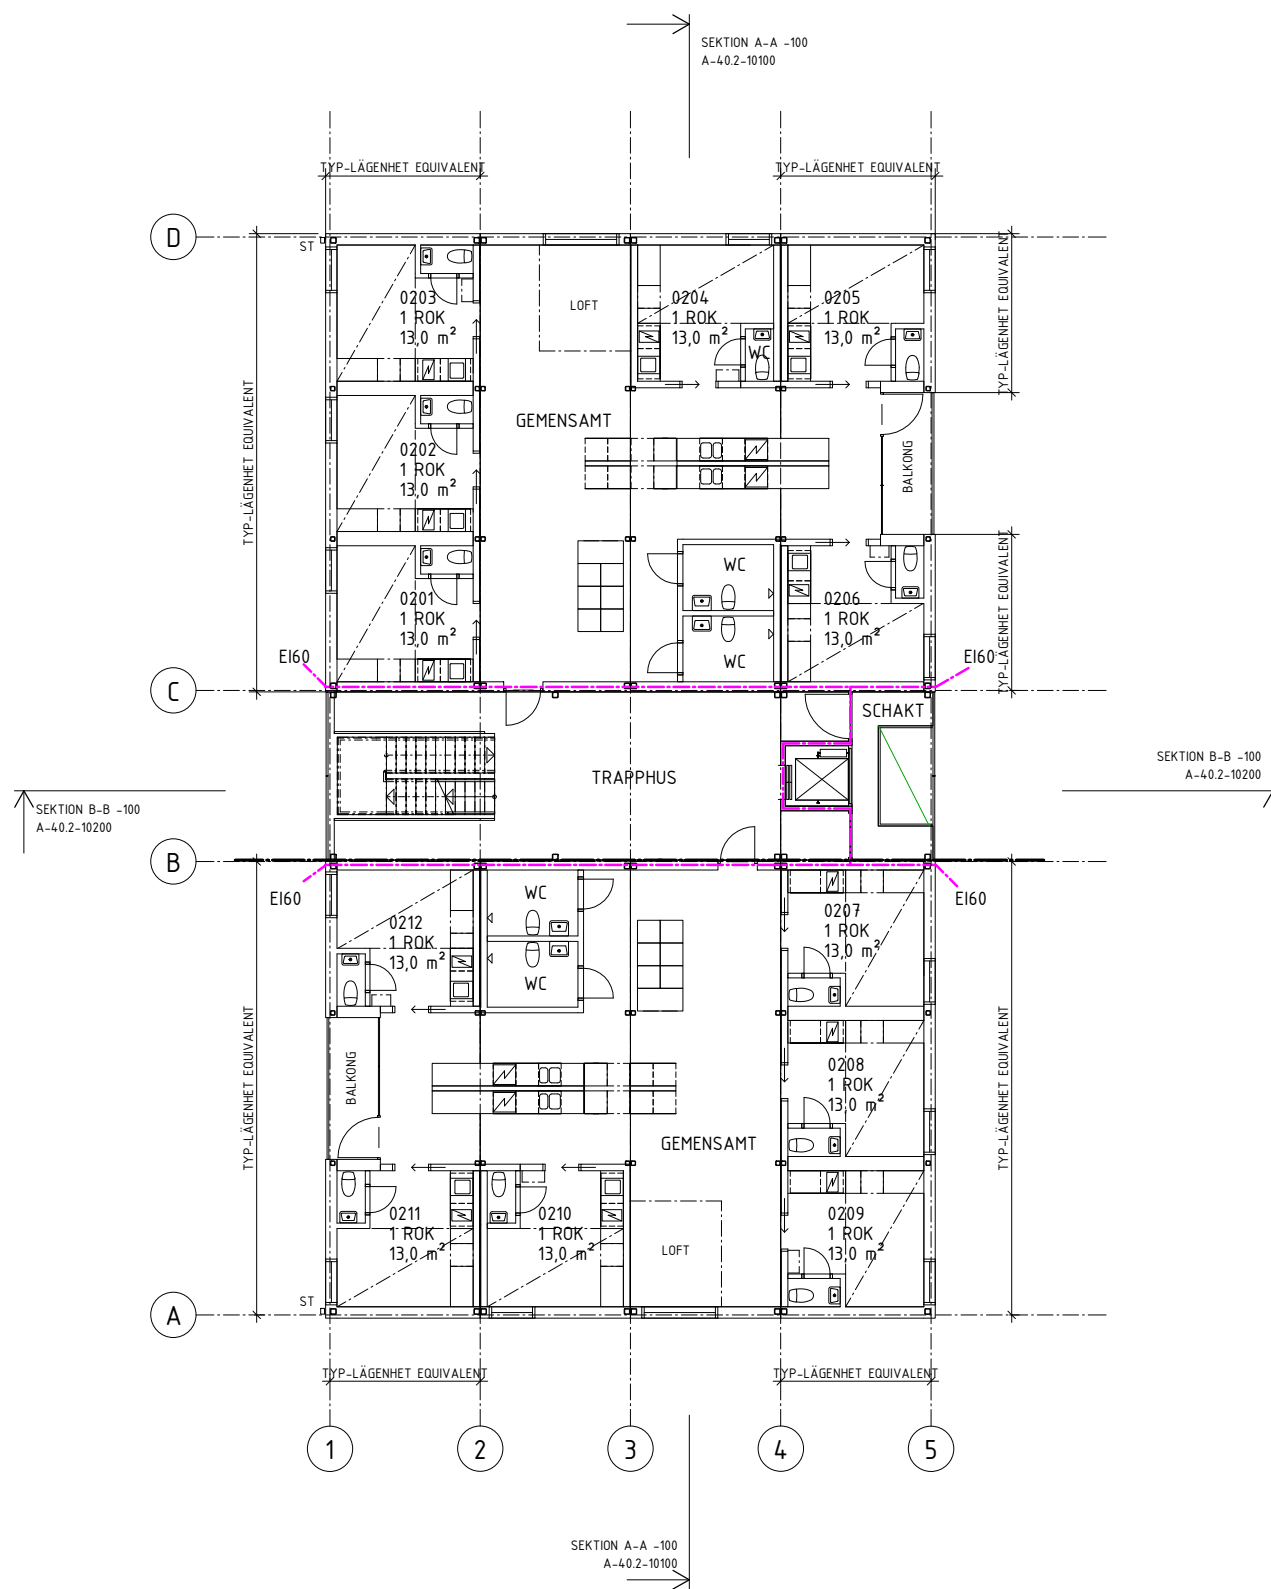 SEKTION A-A -100
A-40.2-10100
TYP-LÄGENHET EQUIVALENT
TYP-LÄGENHET EQUIVALENT
D
ST
0203
1 ROK
13,0 m²
LOFT
0204
1 ROK
13,0 m²
WC
0205
1 ROK
13,0 m²
TYP-LÄGENHET EQUIVALENT
TYP-LÄGENHET EQUIVALENT
GEMENSAMT
0202
1 ROK
13,0 m²
BALKONG
0201
1 ROK
13,0 m²
WC
WC
0206
1 ROK
13,0 m²
TYP-LÄGENHET EQUIVALENT
EI60
EI60
C
SCHAKT
TRAPPHUS
SEKTION B-B -100
A-40.2-10200
SEKTION B-B -100
A-40.2-10200
B
EI60
EI60
0212
1 ROK
13,0 m²
WC
WC
0207
1 ROK
13,0 m²
TYP-LÄGENHET EQUIVALENT
BALKONG
0208
1 ROK
13,0 m²
TYP-LÄGENHET EQUIVALENT
GEMENSAMT
0211
1 ROK
13,0 m²
0210
1 ROK
13,0 m²
LOFT
0209
1 ROK
13,0 m²
ST
A
TYP-LÄGENHET EQUIVALENT
TYP-LÄGENHET EQUIVALENT
1
2
3
4
5
SEKTION A-A -100
A-40.2-10100